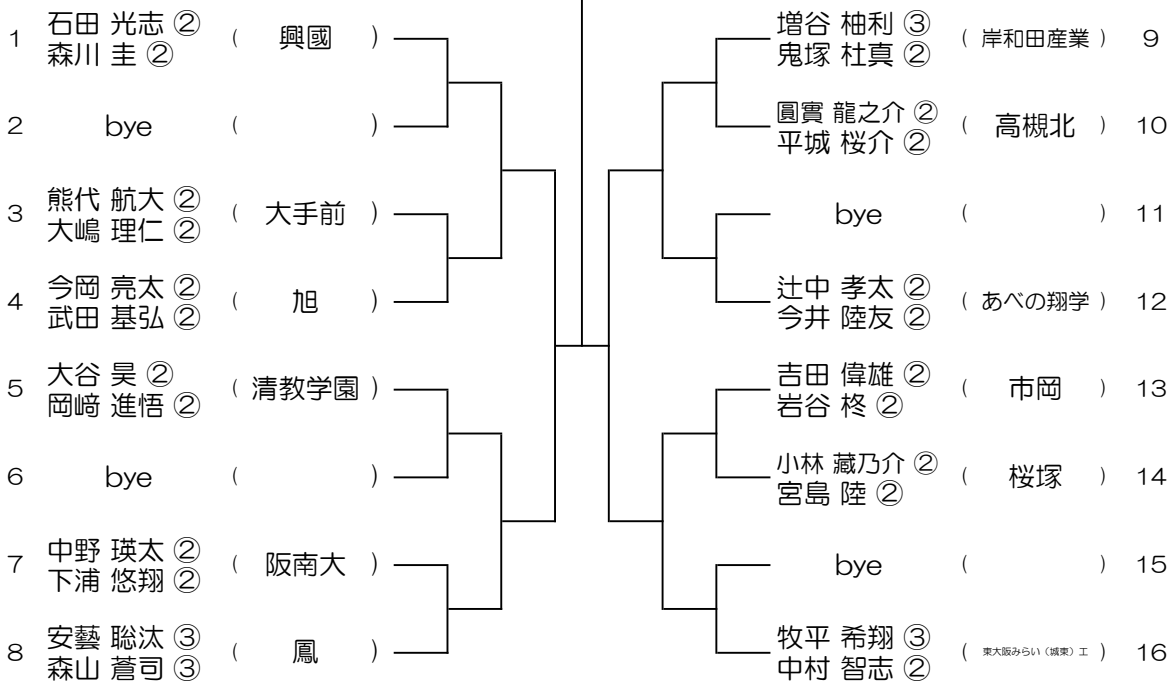 1 石田 光志 ② 森川 圭 ② ( 興國 )
2 bye ( )
3 熊代 航大 ② 大嶋 理仁 ② ( 大手前 )
4 今岡 亮太 ② 武田 基弘 ② ( 旭 )
5 大谷 昊 ② 岡﨑 進悟 ② ( 清教学園 )
6 bye ( )
7 中野 瑛太 ② 下浦 悠翔 ② ( 阪南大 )
8 安藝 聡汰 ③ 森山 蒼司 ③ ( 鳳 )
増谷 柚利 ③ 鬼塚 杜真 ② ( 岸和田産業 ) 9
圓實 龍之介 ② 平城 桜介 ② ( 高槻北 ) 10
bye ( ) 11
辻中 孝太 ② 今井 陸友 ② ( あべの翔学 ) 12
吉田 偉雄 ② 岩谷 柊 ② ( 市岡 ) 13
小林 藏乃介 ② 宮島 陸 ② ( 桜塚 ) 14
bye ( ) 15
牧平 希翔 ③ 中村 智志 ② ( 東大阪みらい（城東）工 ) 16